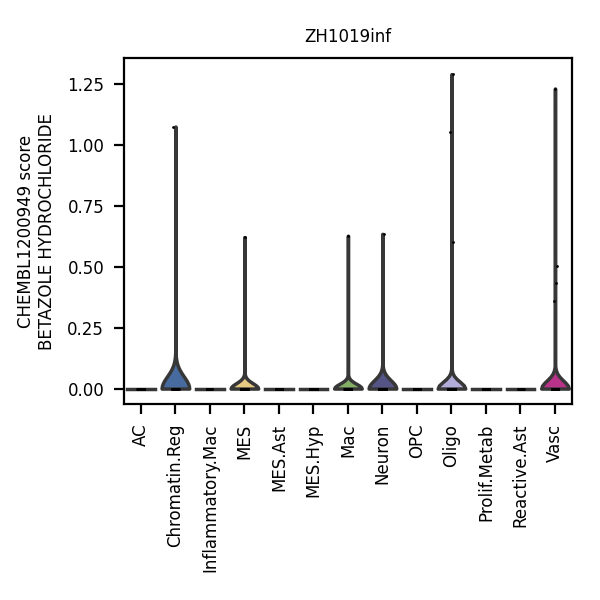 ZH1019inf
CHEMBL1200949 score
BETAZOLE HYDROCHLORIDE
1.25
1.00
0.75
0.50
0.25
0.00
AC
Chromatin.Reg
Inflammatory.Mac
MES
MES.Ast
MES.Hyp
Mac
Neuron
OPC
Oligo
Prolif.Metab
Reactive.Ast
Vasc